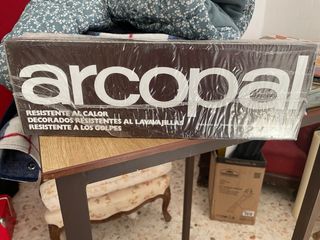 arcopal
RESISTENTE AL CALOR
DECORADOS RESISTENTES AL LAVAVAJILLAS
RESISTENTE A LOS GOLPES